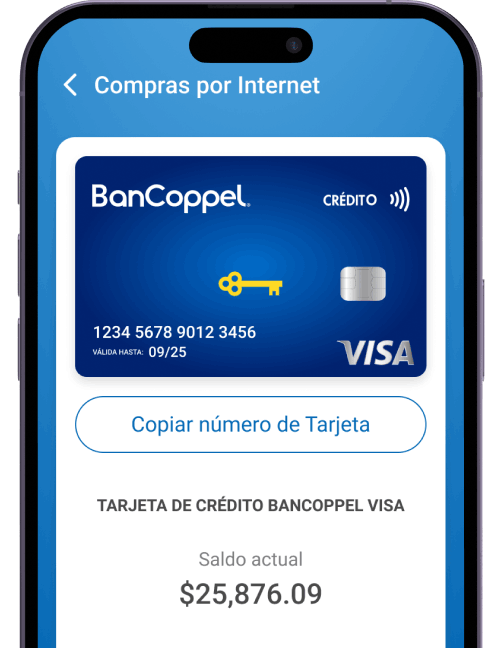 Compras por Internet
BanCoppel.
CRÉDITO
1234 5678 9012 3456
VÁLIDA HASTA: 09/25
VISA
Copiar número de Tarjeta
TARJETA DE CRÉDITO BANCOPPEL VISA
Saldo actual
$25,876.09